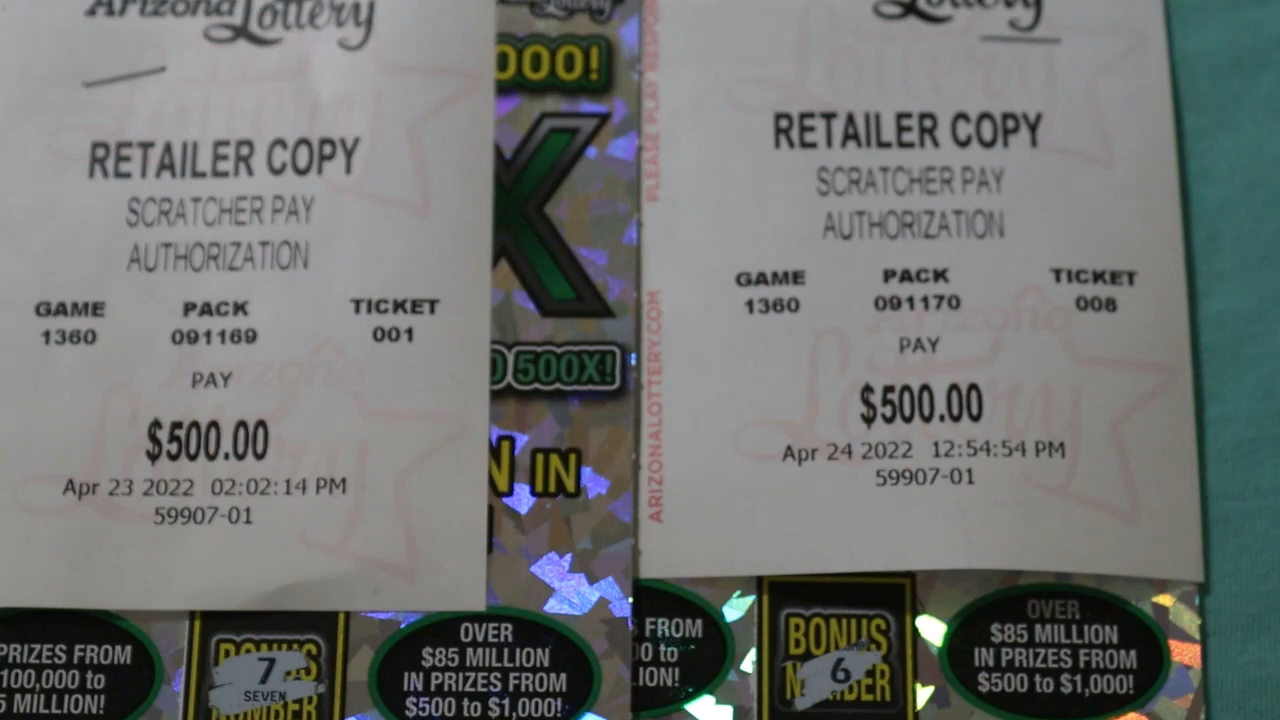 Arizona Lottery
RETAILER COPY
SCRATCHER PAY
AUTHORIZATION
GAME PACK TICKET
1360 091169 001
PAY
$500.00
Apr 23 2022 02:02:14 PM
59907-01
000!
X
500X!
IN
PLEASE PLAY
ARIZONALOTTERY.COM
Lottery
RETAILER COPY
SCRATCHER PAY
AUTHORIZATION
GAME PACK TICKET
1360 091170 008
PAY
$500.00
Apr 24 2022 12:54:54 PM
59907-01
PRIZES FROM
100,000 to
5 MILLION!
BONUS
7
SEVEN
NUMBER
OVER
$85 MILLION
IN PRIZES FROM
$500 to $1,000!
FROM
00 to
ION!
BONUS
NUMBER
6
OVER
$85 MILLION
IN PRIZES FROM
$500 to $1,000!